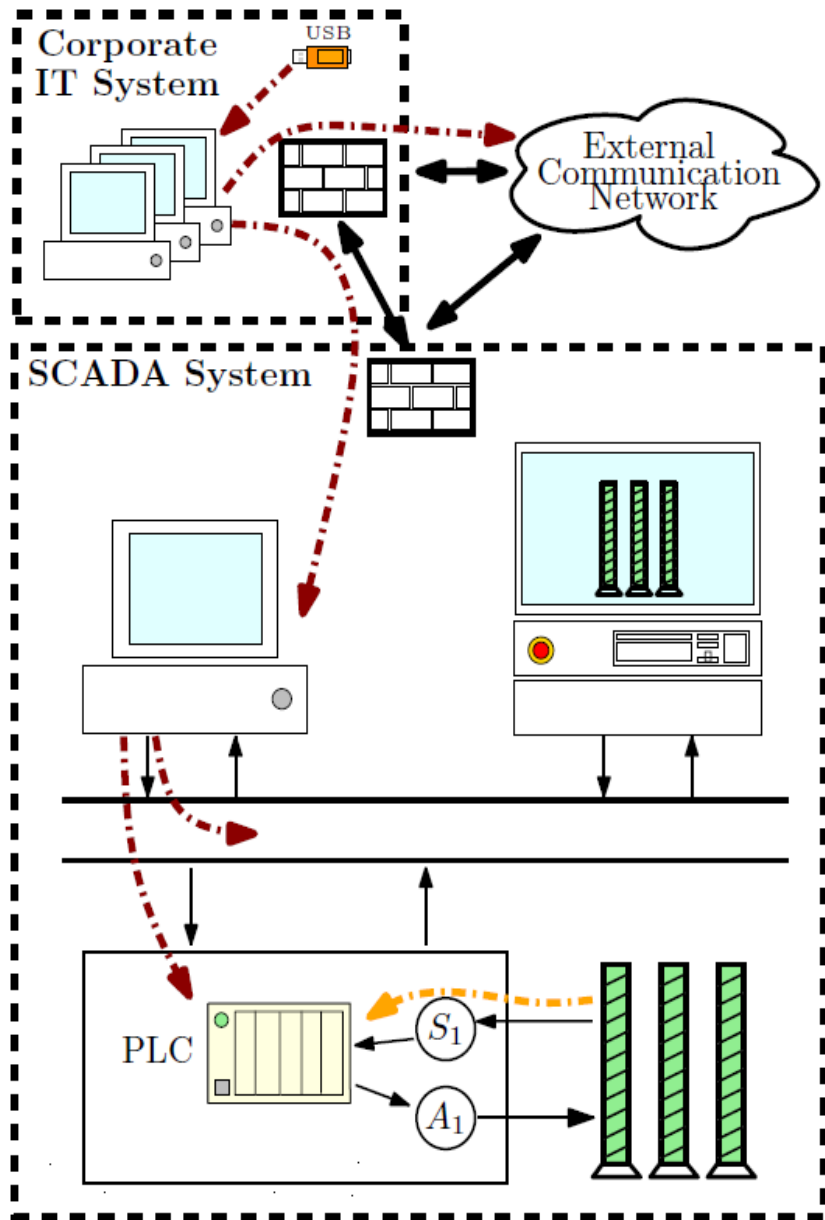 Corporate
IT System
USB
External
Communication
Network
SCADA System
PLC
S₁
A₁